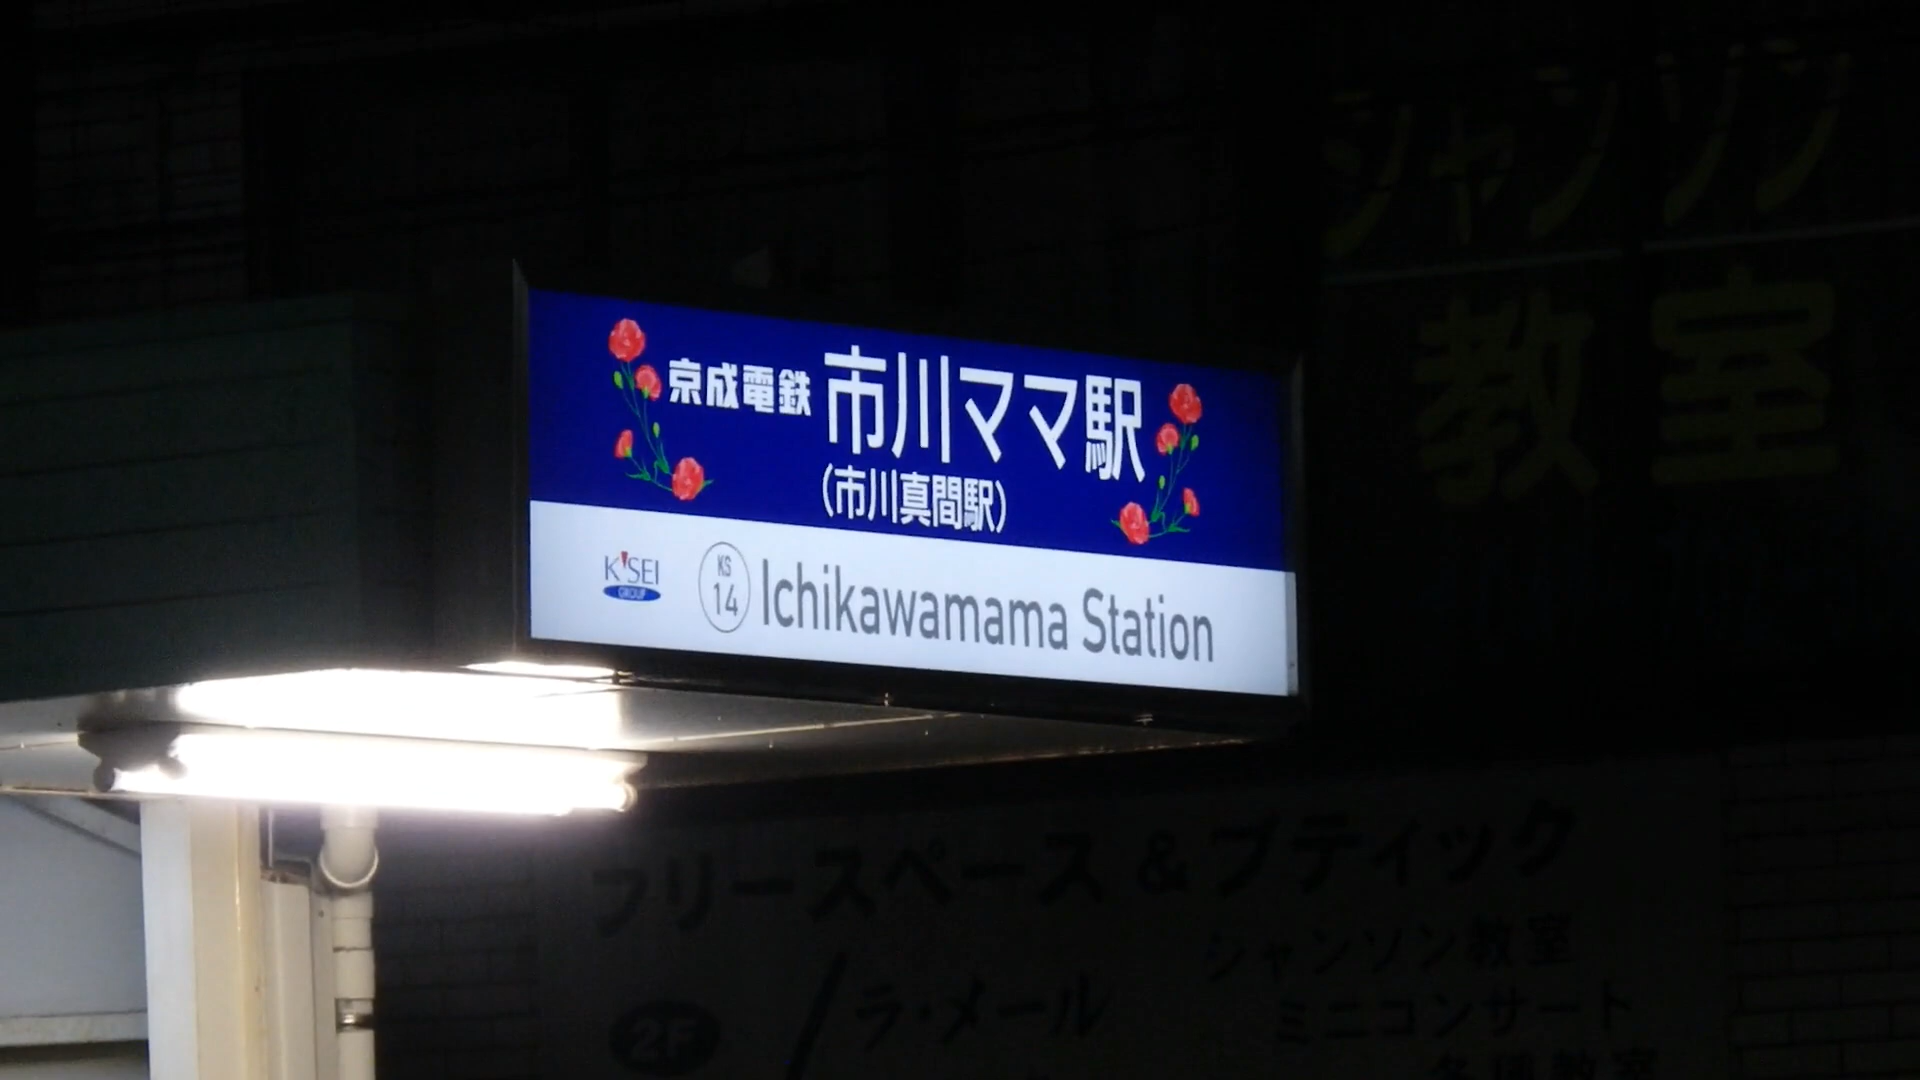 シャンソン
教室
京成電鉄 市川ママ駅
(市川真間駅)
K'SEI
GROUP
KS
14
Ichikawamama Station
フリースペース & ブティック
シャンソン教室
2F
ラ・メール
ミニコンサート